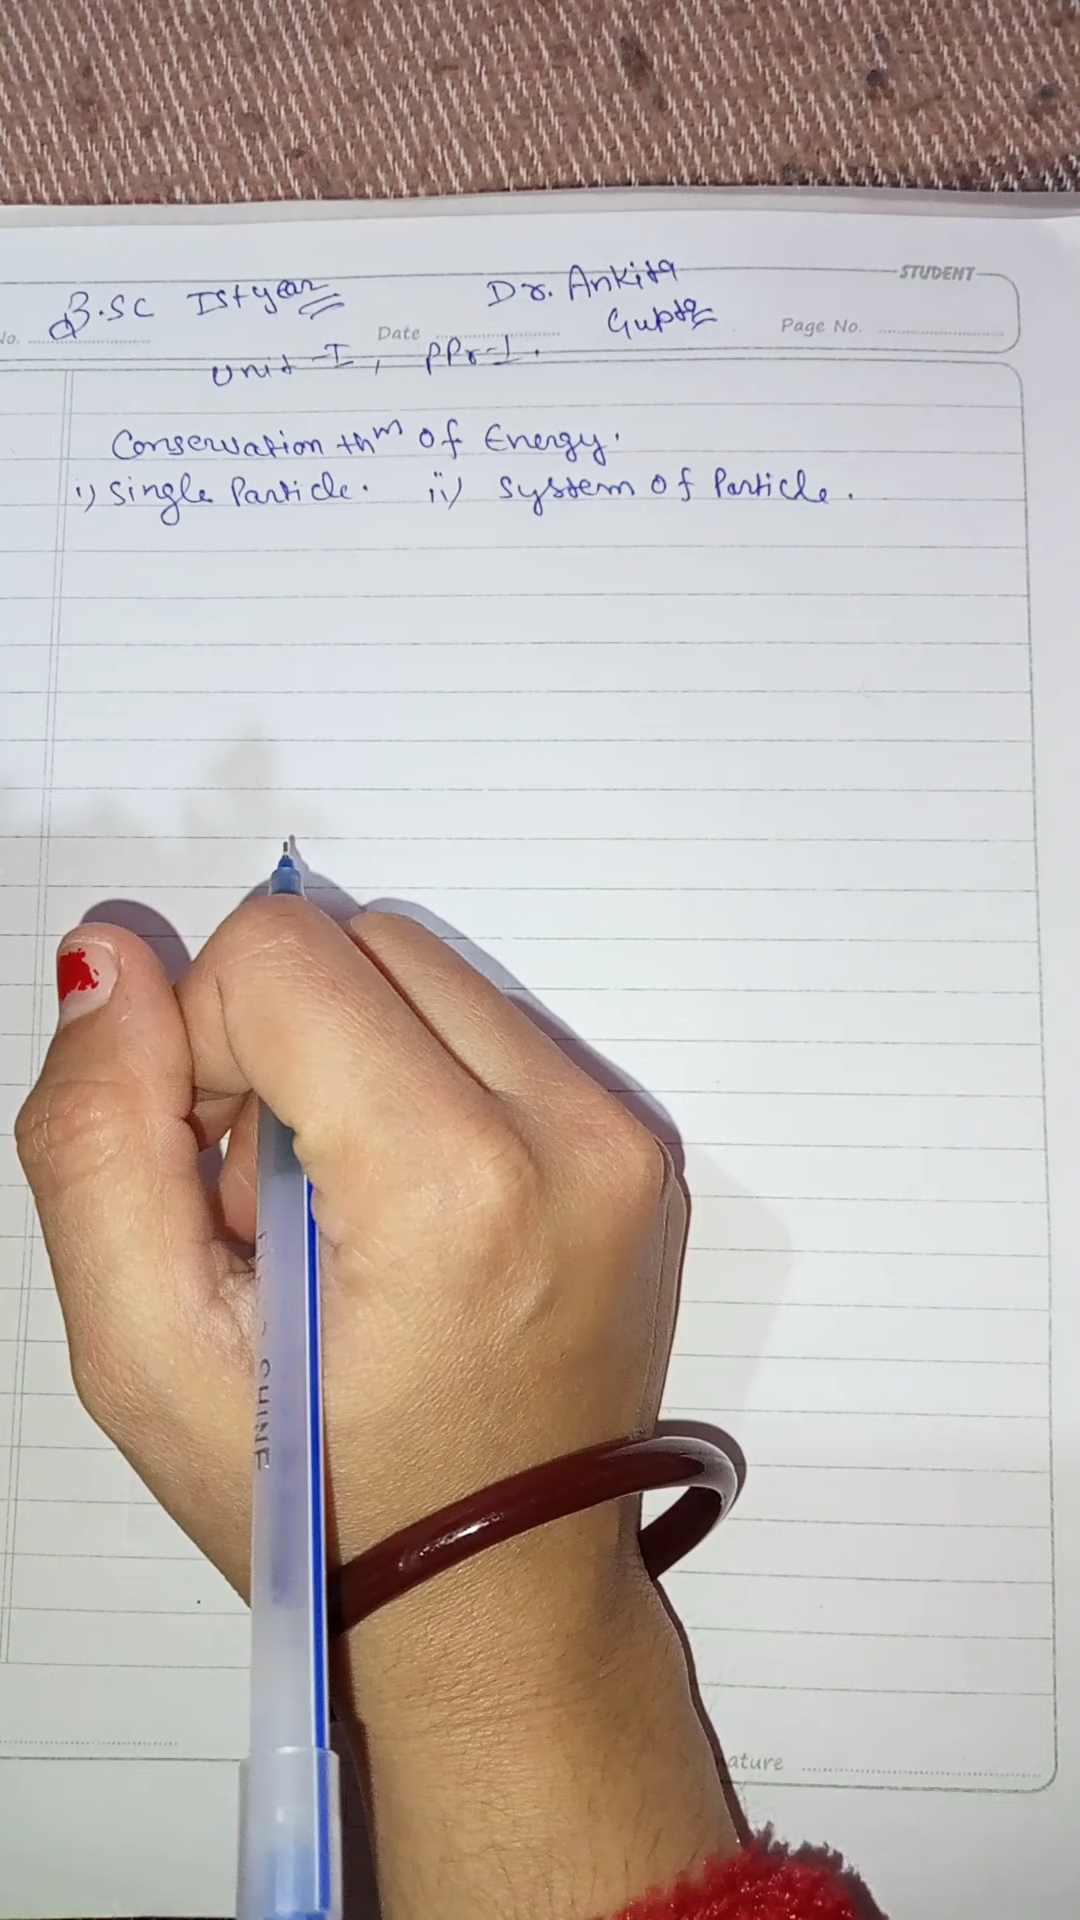 STUDENT
B.SC Ist year Dr. Ankita
Gupta
No. Date Page No.
Unit-I, PPr-I.
Conservation thm of Energy.
i) Single Particle. ii) System of Particle.
ature